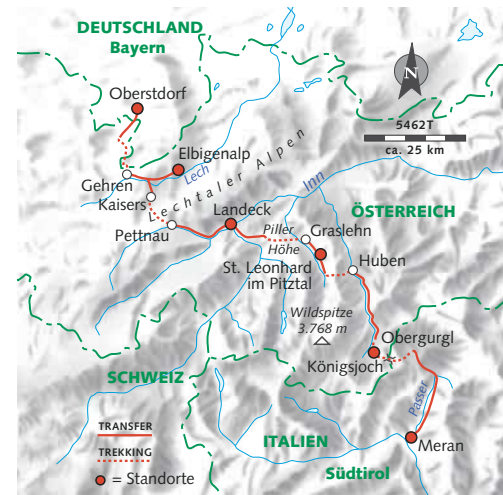 DEUTSCHLAND
Bayern
Oberstdorf
N
5462T
ca. 25 km
Elbigenalp
Lech
Gehren
Kaisers
Lechtaler Alpen
Inn
Landeck
ÖSTERREICH
Pettnau
Piller
Höhe
Graslehn
St. Leonhard
im Pitztal
Huben
Wildspitze
3.768 m
Obergurgl
Königsjoch
SCHWEIZ
Passer
TRANSFER
TREKKING
= Standorte
ITALIEN
Meran
Südtirol